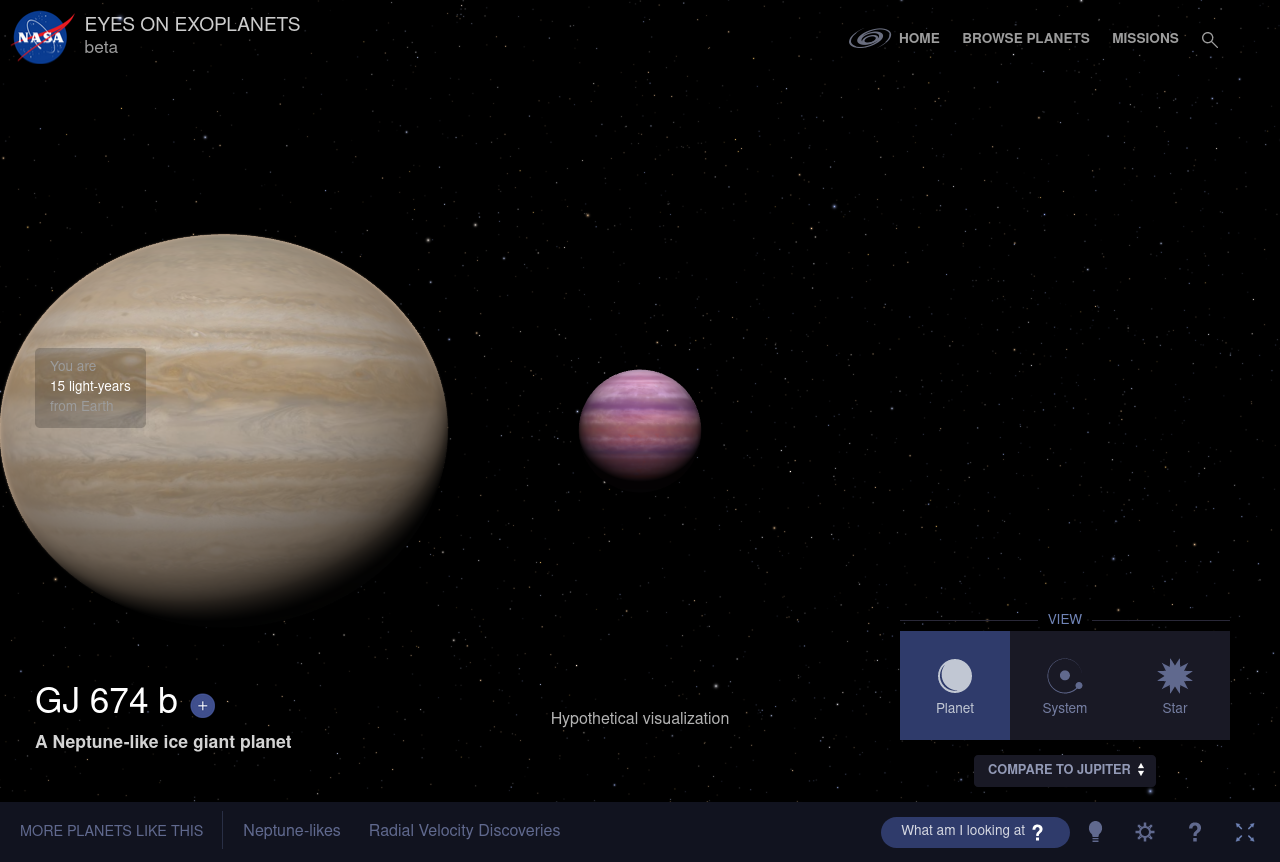 NASA
EYES ON EXOPLANETS
beta
HOME
BROWSE PLANETS
MISSIONS
You are
15 light-years
from Earth
VIEW
Planet
System
Star
GJ 674 b +
A Neptune-like ice giant planet
Hypothetical visualization
COMPARE TO JUPITER
MORE PLANETS LIKE THIS
Neptune-likes
Radial Velocity Discoveries
What am I looking at ?
?